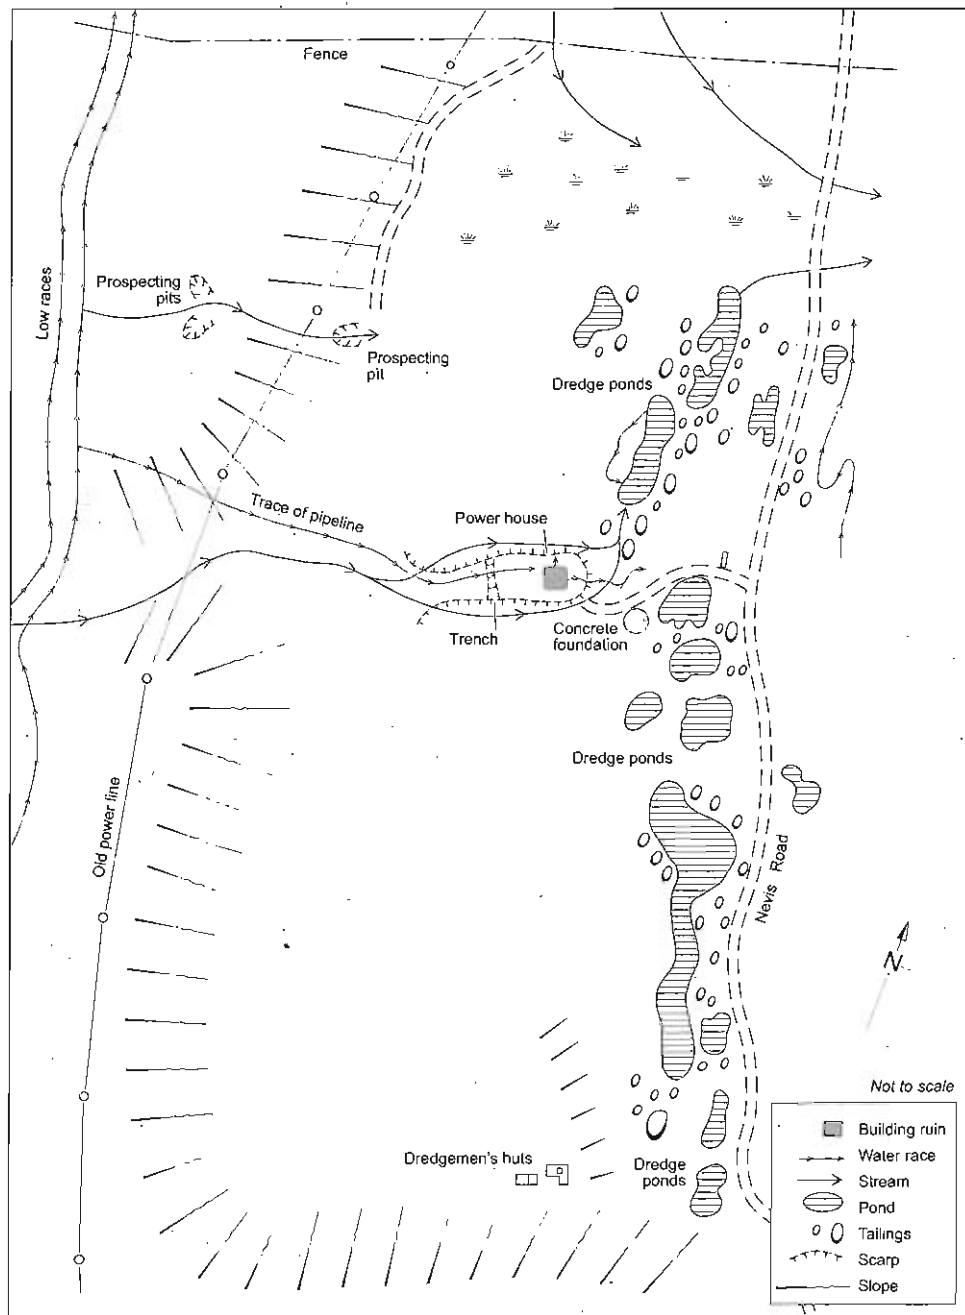 Fence
Low races
Prospecting
pits
Prospecting
pit
Dredge ponds
Trace of pipeline
Power house
Trench
Concrete
foundation
Dredge ponds
Old power line
Nevis Road
N
Dredgemen's huts
Dredge
ponds
Not to scale
Building ruin
Water race
Stream
Pond
Tailings
Scarp
Slope